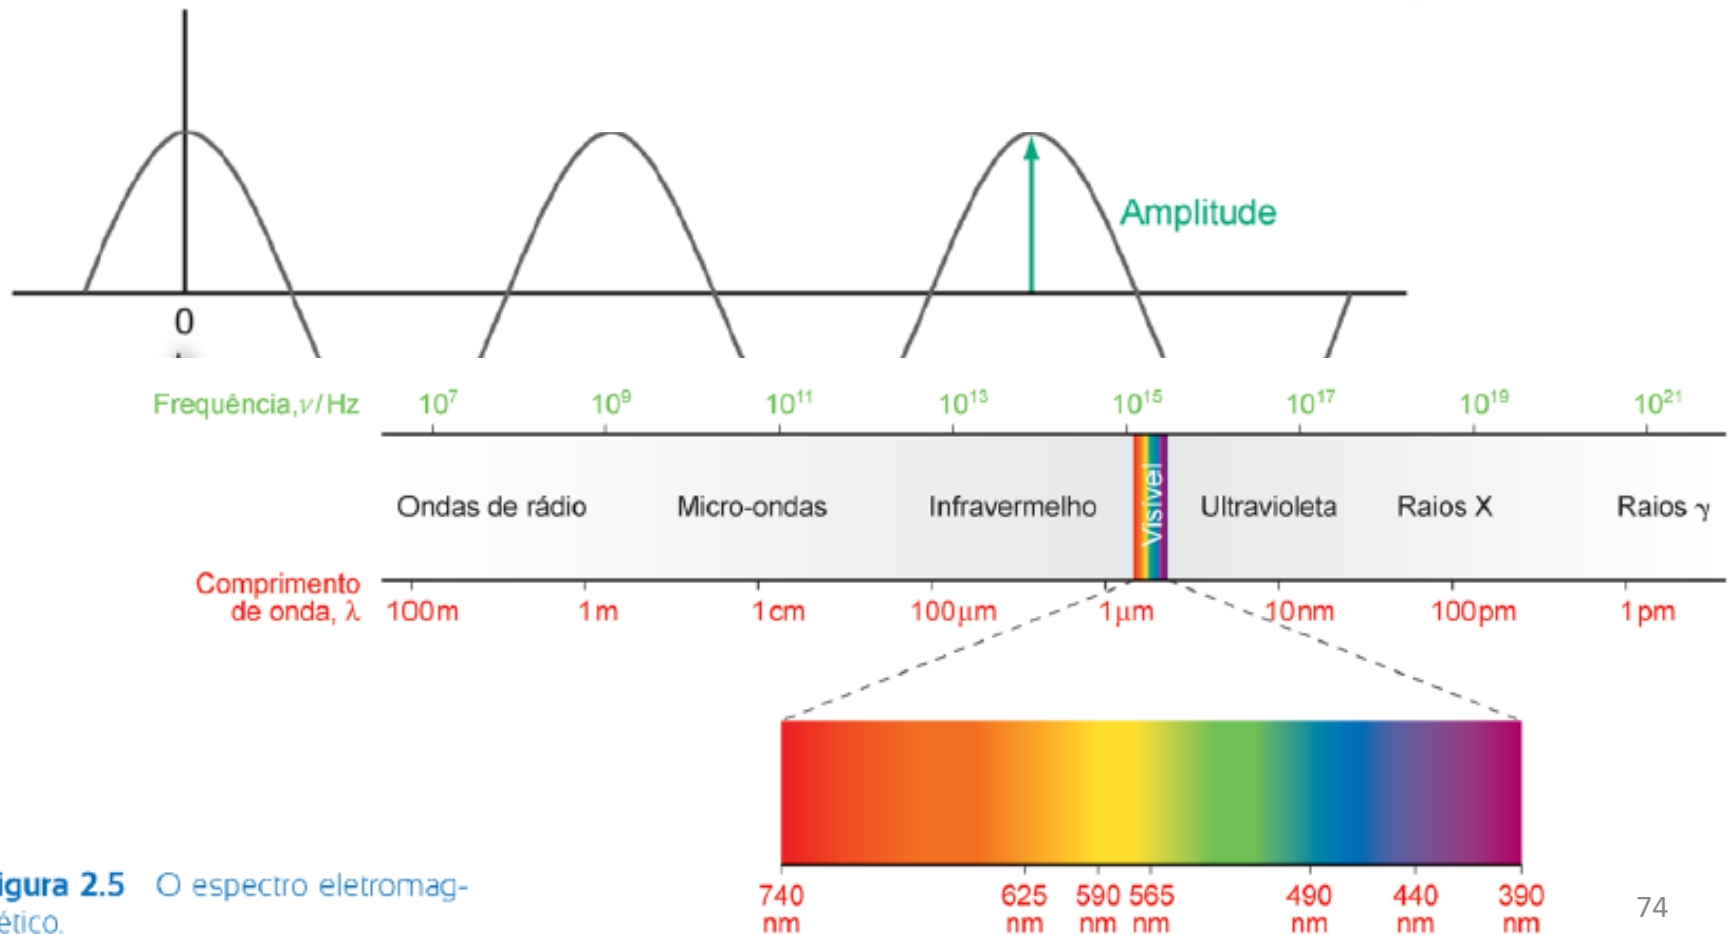 Amplitude
0
Frequência, ν/Hz 10⁷ 10⁹ 10¹¹ 10¹³ 10¹⁵ 10¹⁷ 10¹⁹ 10²¹
Ondas de rádio Micro-ondas Infravermelho Visível Ultravioleta Raios X Raios γ
Comprimento
de onda, λ 100m 1m 1cm 100μm 1μm 10nm 100pm 1pm
740 625 590 565 490 440 390
nm nm nm nm nm nm nm
igura 2.5 O espectro eletromag-
ético.
74